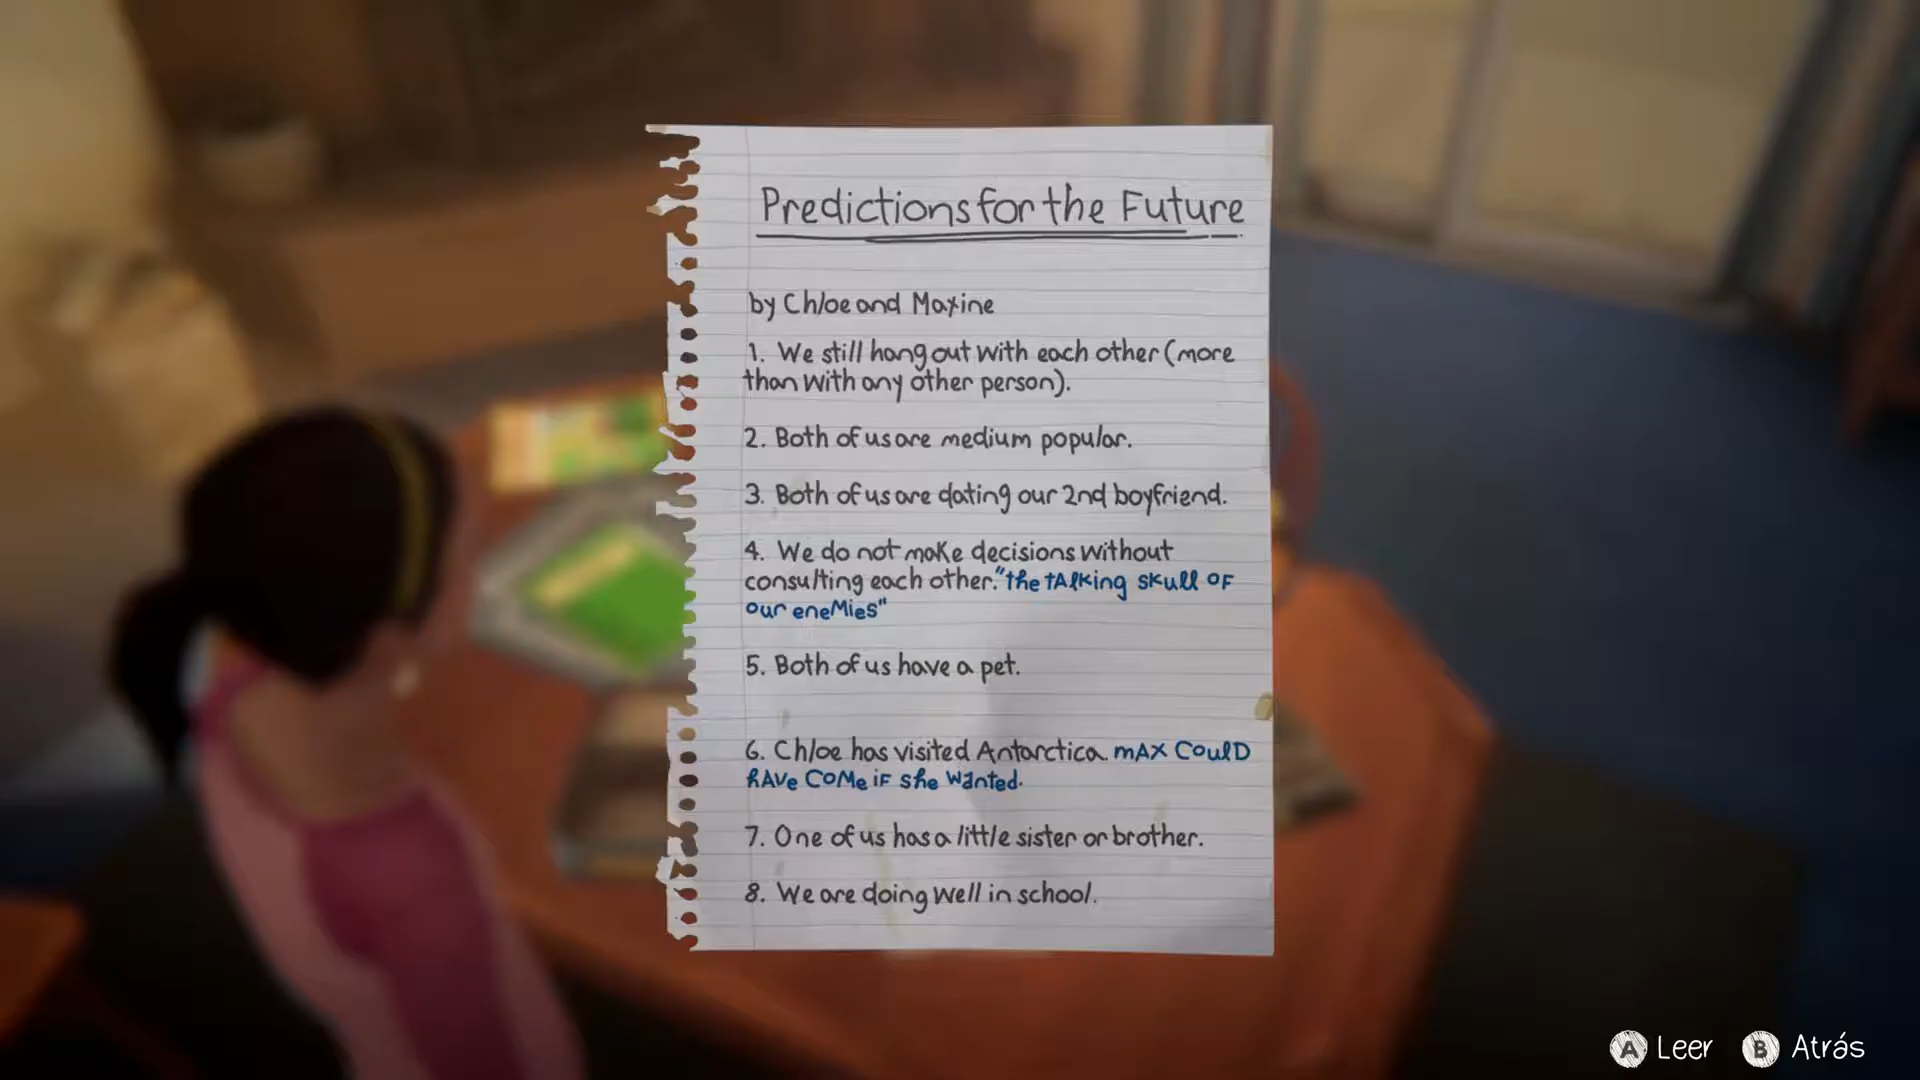 Predictions for the Future
by Chloe and Maxine
1. We still hang out with each other (more
than with any other person).
2. Both of us are medium popular.
3. Both of us are dating our 2nd boyfriend.
4. We do not make decisions without
consulting each other. "the tAlking skull OF
our eneMies"
5. Both of us have a pet.
6. Chloe has visited Antarctica. mAX COulD
hAve COMe iF she wanted.
7. One of us has a little sister or brother.
8. We are doing well in school.
A Leer B Atrás